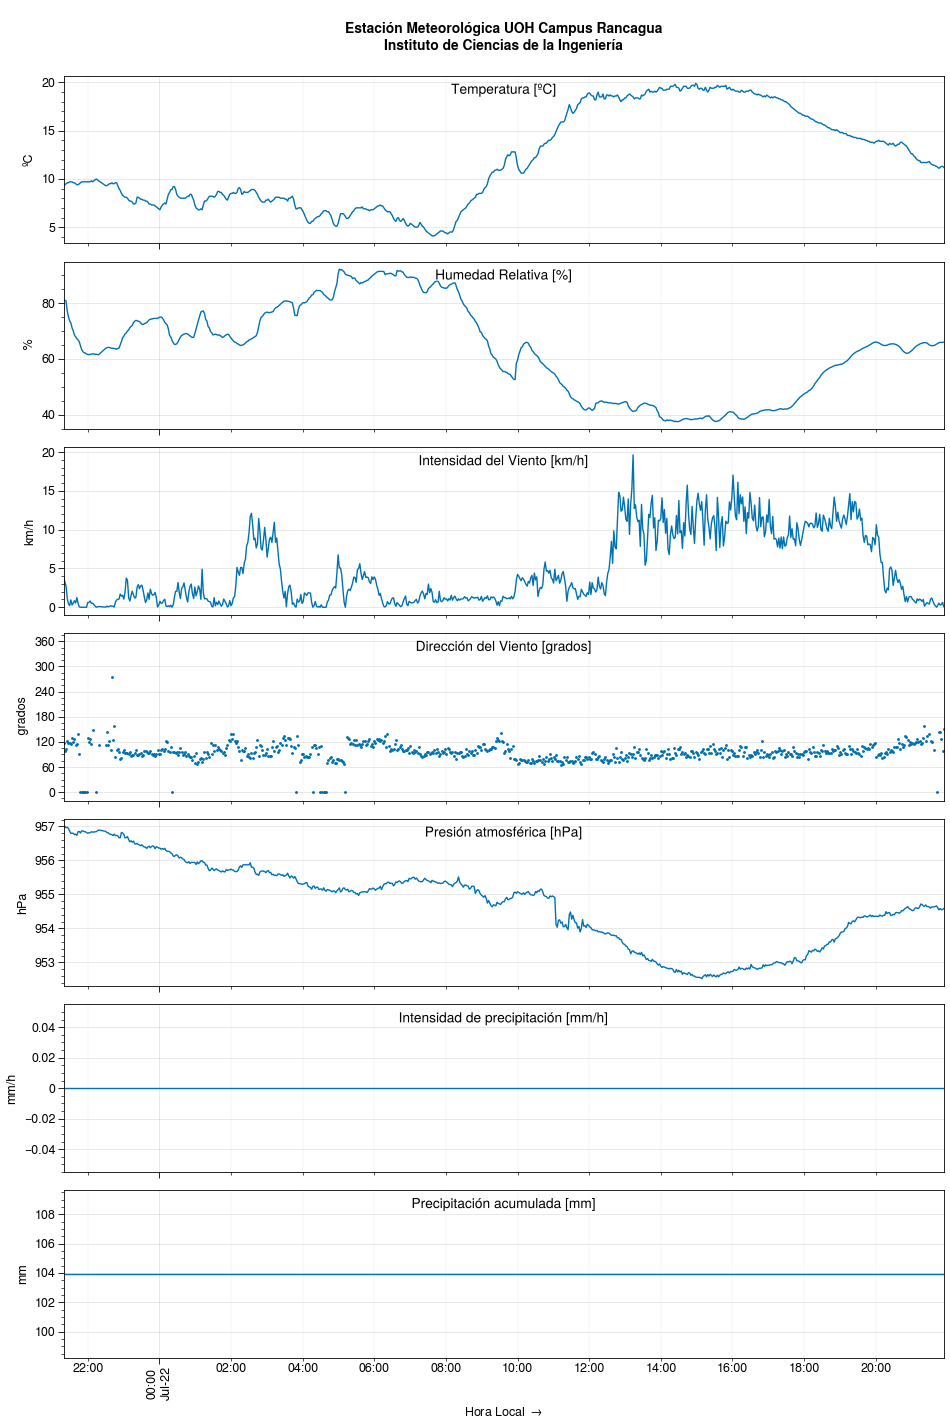 Estación Meteorológica UOH Campus Rancagua
Instituto de Ciencias de la Ingeniería
Temperatura [ºC]
20
15
10
5
ºC
Humedad Relativa [%]
80
60
40
%
Intensidad del Viento [km/h]
20
15
10
5
0
km/h
Dirección del Viento [grados]
360
300
240
180
120
60
0
grados
Presión atmosférica [hPa]
957
956
955
954
953
hPa
Intensidad de precipitación [mm/h]
0.04
0.02
0
−0.02
−0.04
mm/h
Precipitación acumulada [mm]
108
106
104
102
100
mm
22:00
00:00
Jul-22
02:00
04:00
06:00
08:00
10:00
12:00
14:00
16:00
18:00
20:00
Hora Local →